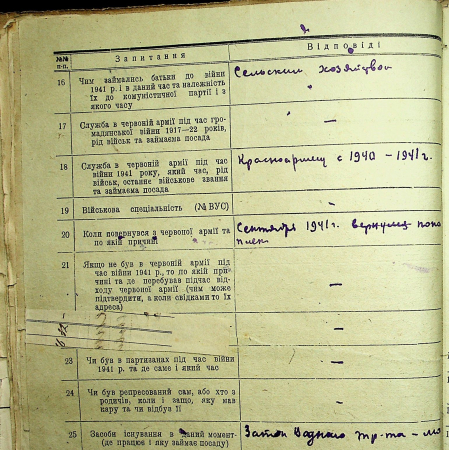 №№ п-п.
Запитання
Відповіді
16
Чим займались батьки до війни
1941 р. і в даний час та належність
їх до комуністичної партії і з
якого часу
Сельским хозяйством
17
Служба в червоній армії під час гро-
мадянської війни 1917—22 років,
рід військ та займаєма посада
—
18
Служба в червоній армії під час
війни 1941 року, який час, рід
військ, останнє військове звання
та займаєма посада
Красноармеец с 1940 – 1941 г.
19
Військова спеціальність (№ ВУС)
—
20
Коли повернувся з червоної армії та
по якій причині
Сентябрь 1941 г. вернулся
21
Якщо не був в червоній армії під
час війни 1941 р., то по якій при-
чині та де перебував підчас від-
ходу червоної армії (чим може
підтвердити, а коли свідками то їх
адреса)
—
—
23
Чи був в партизанах під час війни
1941 р. та де саме і який час
—
24
Чи був репресований сам, або хто з
родичів, коли і защо, яку мав
кару та чи відбув її
—
25
Засоби існування в даний момент
(де працює і яку займає посаду)
Затон Водного тр-та –